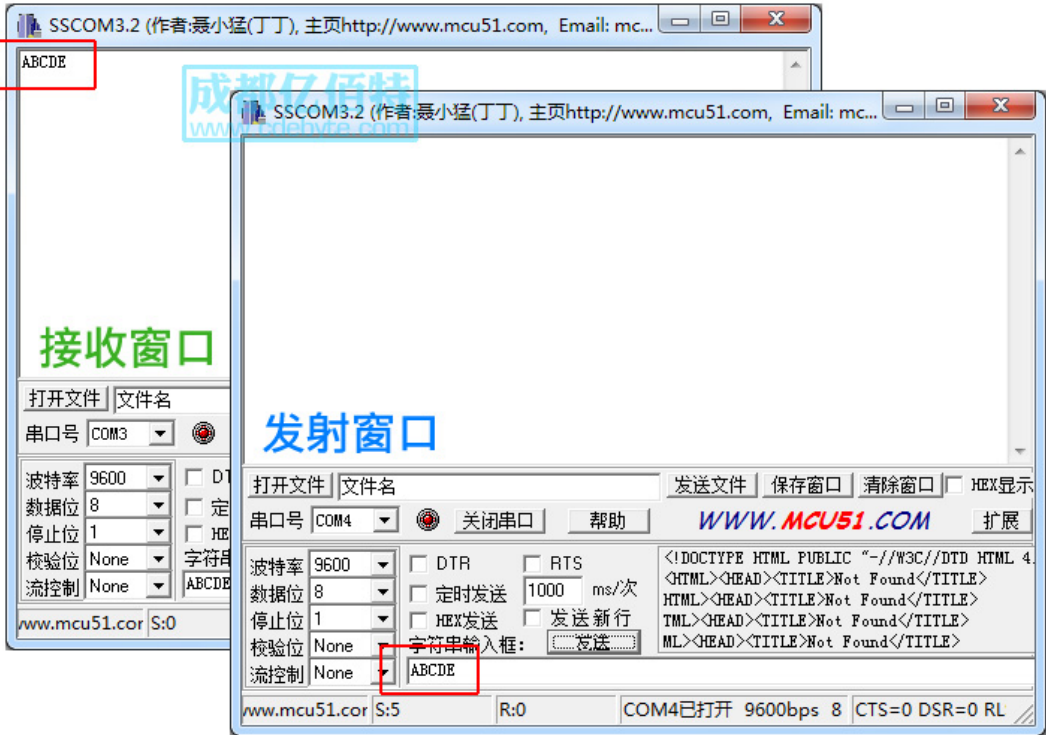 SSCOM3.2 (作者:聂小猛(丁丁), 主页http://www.mcu51.com, Email: mc...
ABCDE
成都亿佰特
www.cdebyte.com
接收窗口
打开文件 文件名
串口号 COM3
波特率 9600 DT
数据位 8 定
停止位 1 HE
校验位 None 字符串
流控制 None ABCDE
www.mcu51.cor S:0
SSCOM3.2 (作者:聂小猛(丁丁), 主页http://www.mcu51.com, Email: mc...
发射窗口
打开文件 文件名 发送文件 保存窗口 清除窗口 HEX显示
串口号 COM4 关闭串口 帮助 WWW.MCU51.COM 扩展
波特率 9600 DTR RTS
数据位 8 定时发送 1000 ms/次
停止位 1 HEX发送 发送新行
校验位 None 字符串输入框: 发送
流控制 None ABCDE
<!DOCTYPE HTML PUBLIC "-//W3C//DTD HTML 4.
<HTML><HEAD><TITLE>Not Found</TITLE>
HTML><HEAD><TITLE>Not Found</TITLE>
TML><HEAD><TITLE>Not Found</TITLE>
ML><HEAD><TITLE>Not Found</TITLE>
www.mcu51.cor S:5 R:0 COM4已打开 9600bps 8 CTS=0 DSR=0 RL